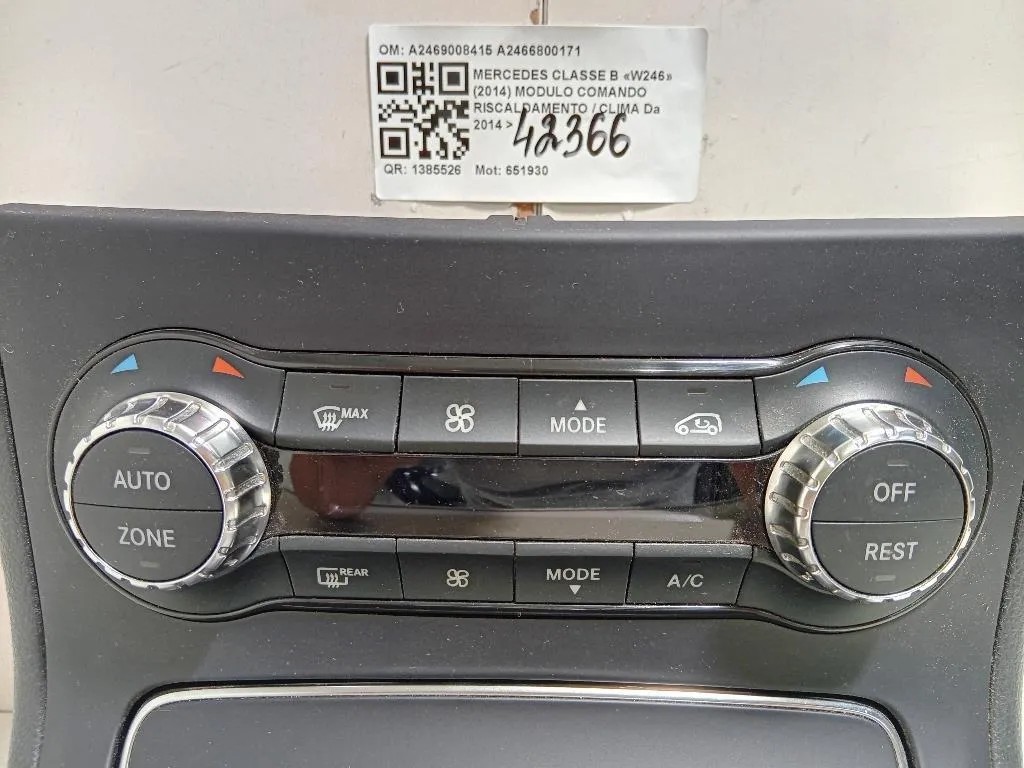 OM: A2469008415 A2466800171
MERCEDES CLASSE B «W246»
(2014) MODULO COMANDO
RISCALDAMENTO / CLIMA Da
2014 >
42366
QR: 1385526 Mot: 651930
MAX
MODE
AUTO
ZONE
OFF
REST
REAR
MODE
A/C